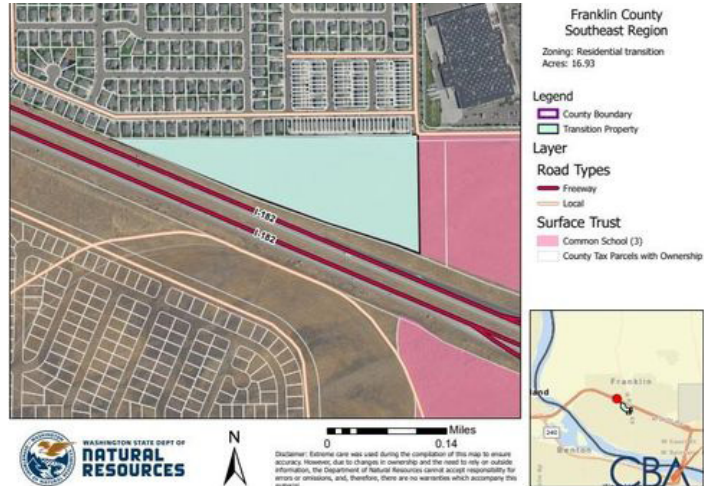 Franklin County
Southeast Region
Zoning: Residential transition
Acres: 16.93
Legend
County Boundary
Transition Property
Layer
Road Types
Freeway
Local
Surface Trust
Common School (3)
County Tax Parcels with Ownership
I-182
I-182
Franklin
land
240
Benton
CBA
WASHINGTON STATE DEPT OF
NATURAL
RESOURCES
N
Miles
0 0.14
Disclaimer: Extreme care was used during the compilation of this map to ensure
accuracy. However, due to changes in ownership and the need to rely on outside
information, the Department of Natural Resources cannot accept responsibility for
errors or omissions, and, therefore, there are no warranties which accompany this
material.